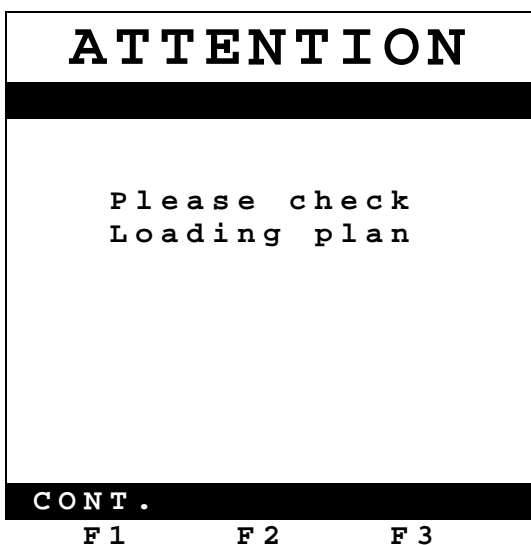 ATTENTION
Please check
Loading plan
CONT.
F1 F2 F3